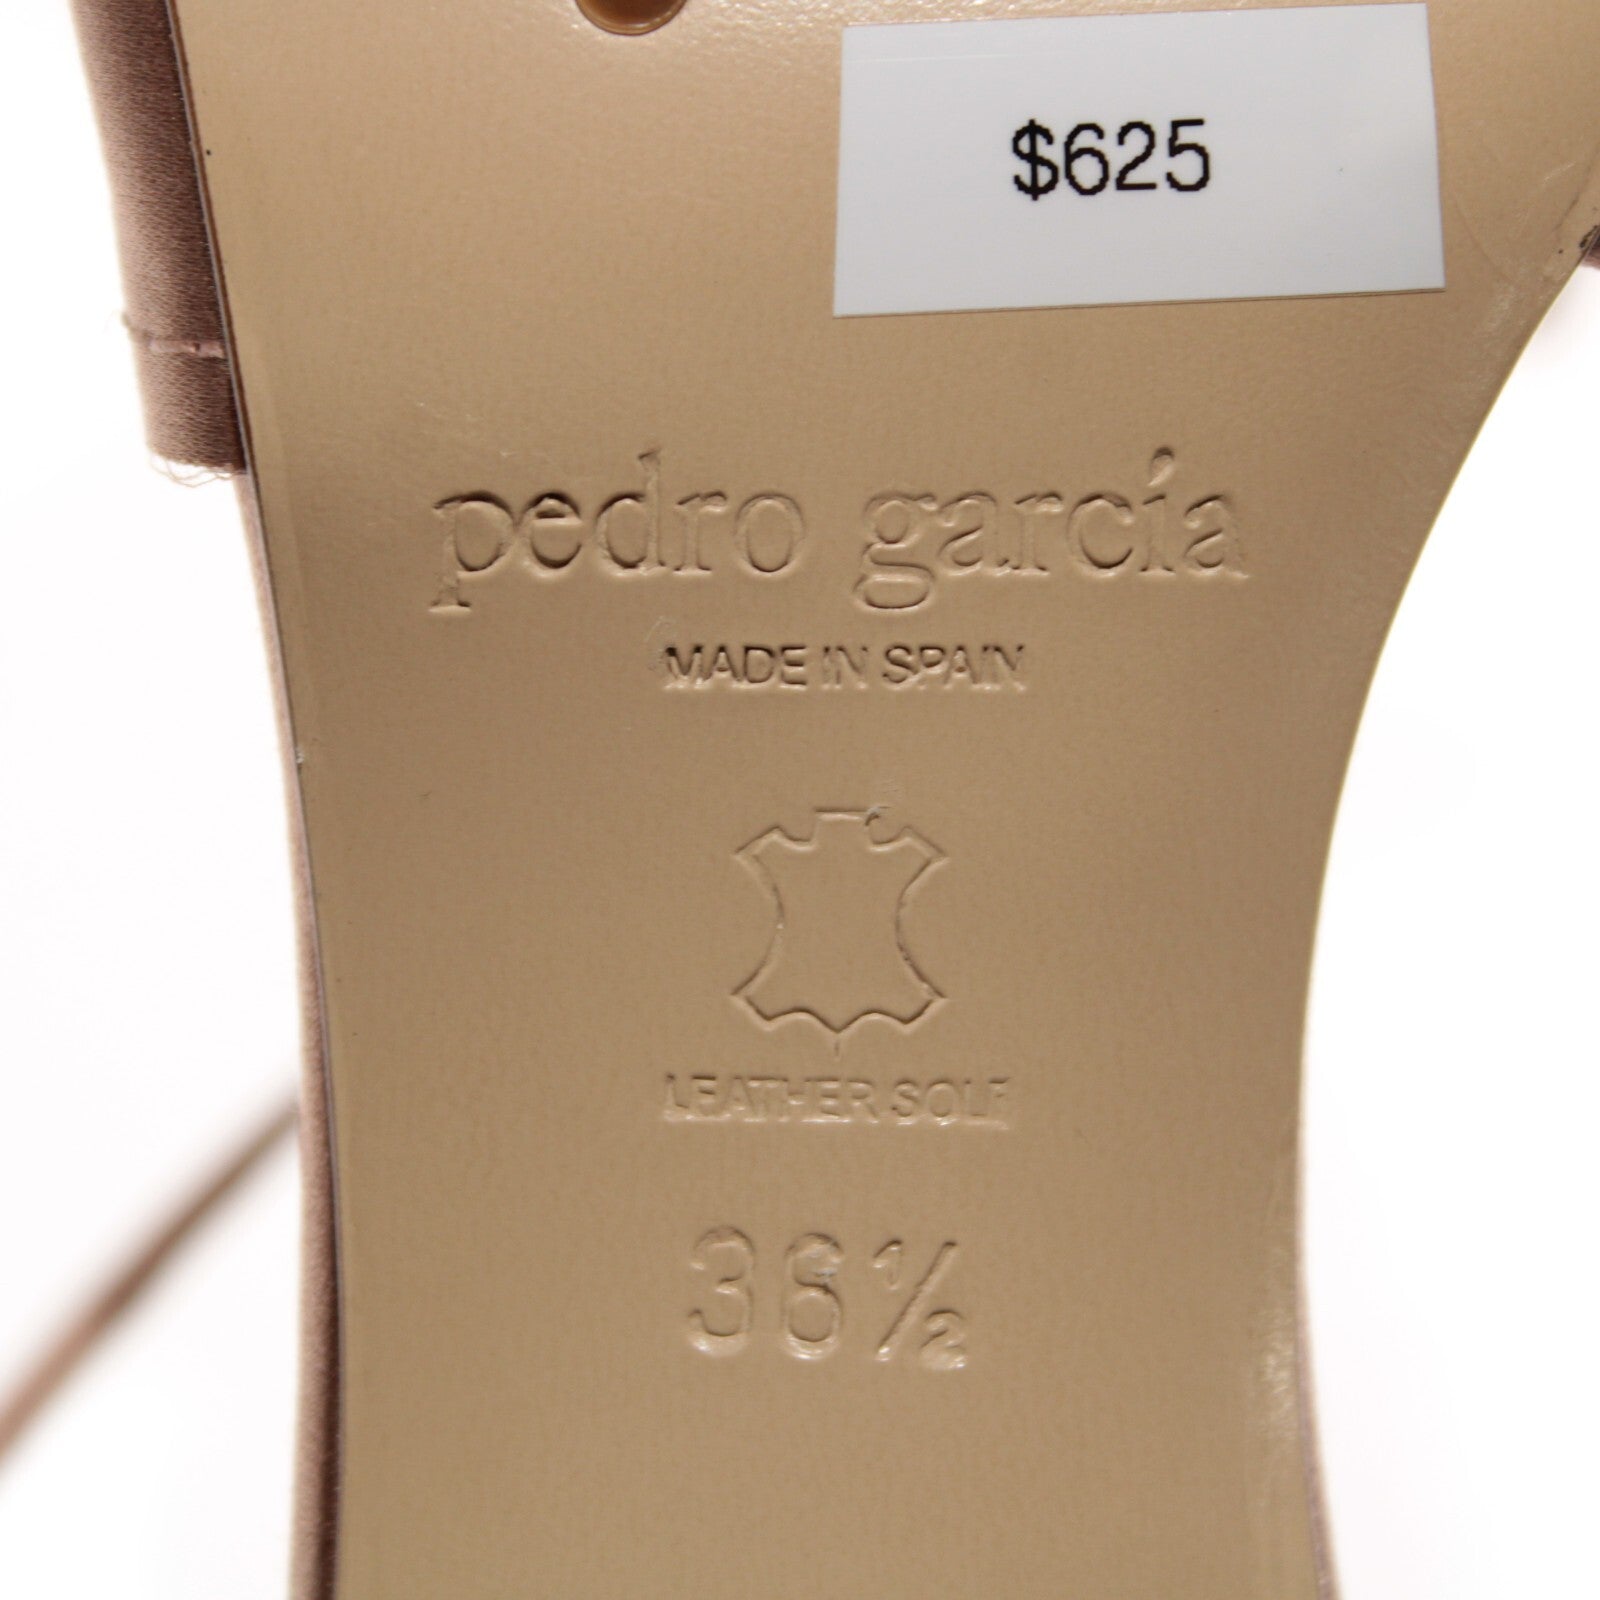 $625
pedro garcía
MADE IN SPAIN
LEATHER SOLE
36½